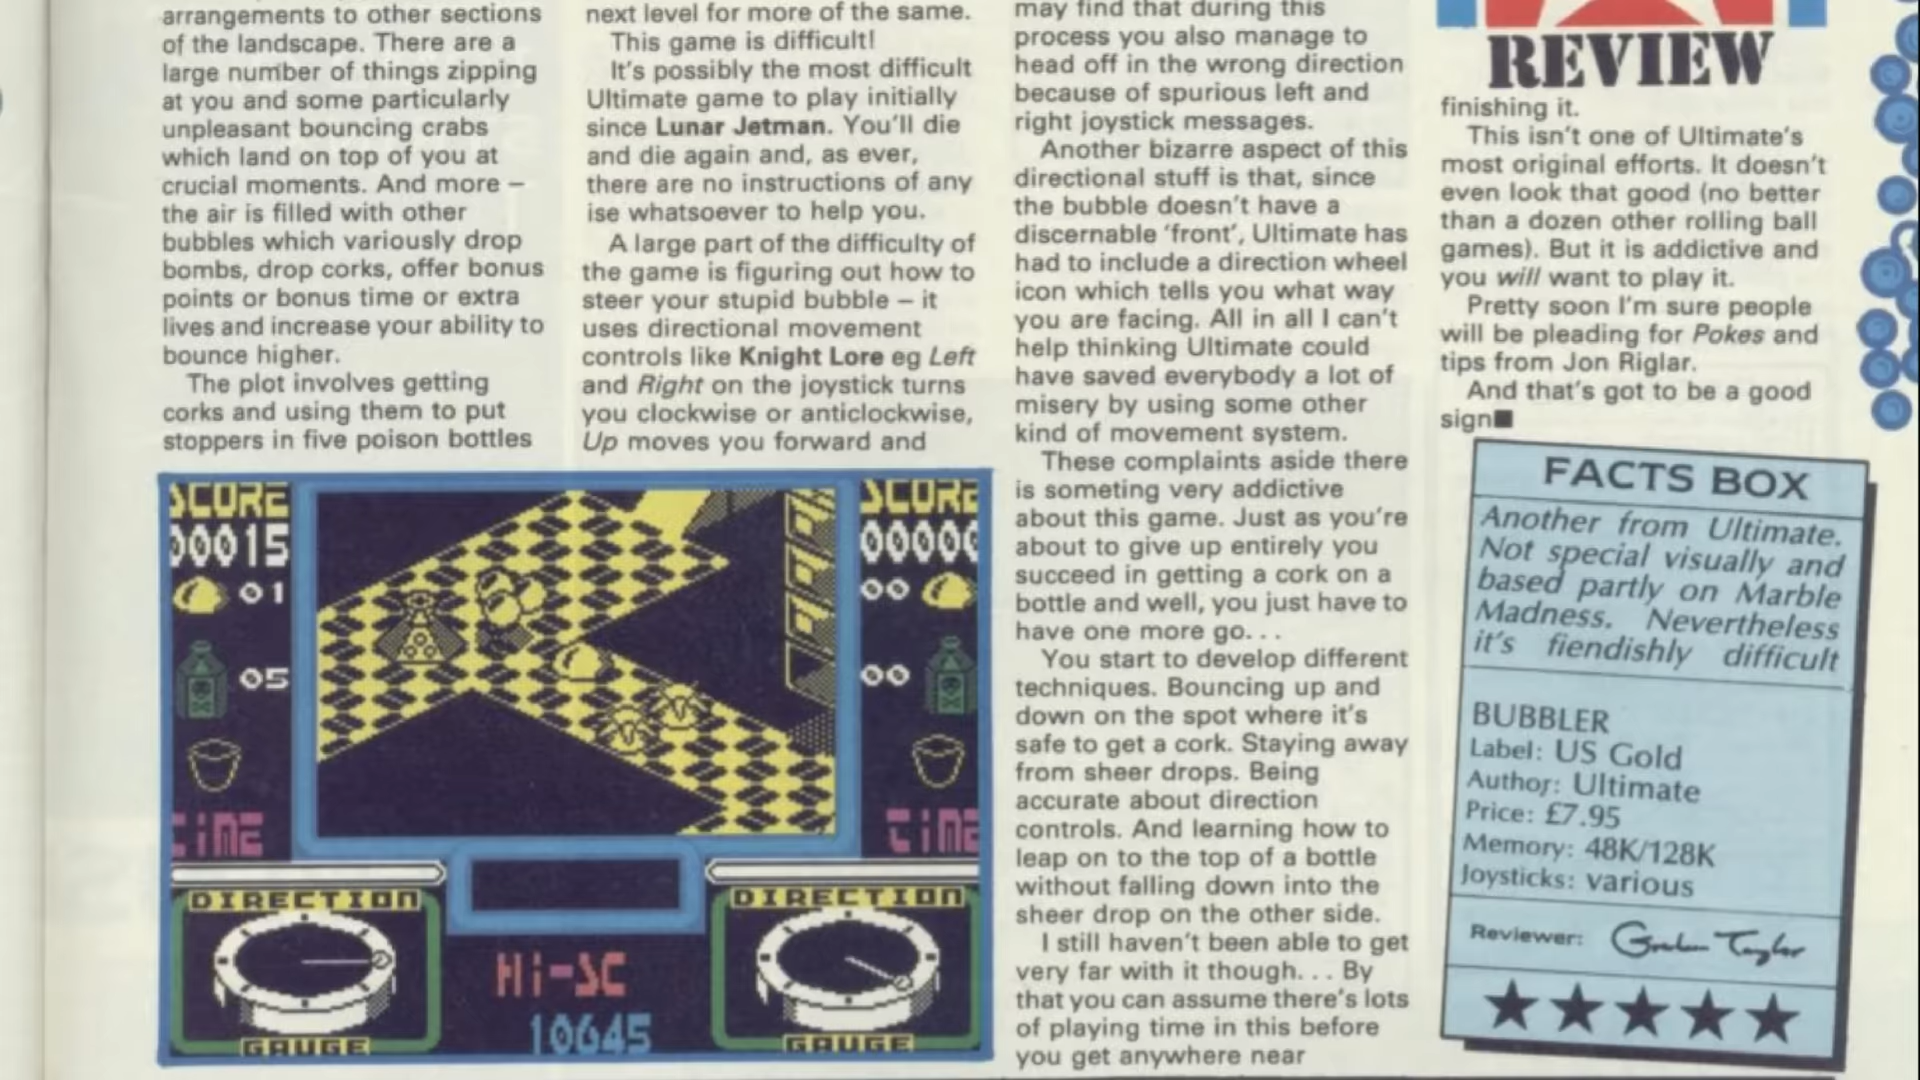 arrangements to other sections
of the landscape. There are a
large number of things zipping
at you and some particularly
unpleasant bouncing crabs
which land on top of you at
crucial moments. And more –
the air is filled with other
bubbles which variously drop
bombs, drop corks, offer bonus
points or bonus time or extra
lives and increase your ability to
bounce higher.
The plot involves getting
corks and using them to put
stoppers in five poison bottles
next level for more of the same.
This game is difficult!
It's possibly the most difficult
Ultimate game to play initially
since Lunar Jetman. You'll die
and die again and, as ever,
there are no instructions of any
ise whatsoever to help you.
A large part of the difficulty of
the game is figuring out how to
steer your stupid bubble – it
uses directional movement
controls like Knight Lore eg Left
and Right on the joystick turns
you clockwise or anticlockwise,
Up moves you forward and
may find that during this
process you also manage to
head off in the wrong direction
because of spurious left and
right joystick messages.
Another bizarre aspect of this
directional stuff is that, since
the bubble doesn't have a
discernable 'front', Ultimate has
had to include a direction wheel
icon which tells you what way
you are facing. All in all I can't
help thinking Ultimate could
have saved everybody a lot of
misery by using some other
kind of movement system.
These complaints aside there
is someting very addictive
about this game. Just as you're
about to give up entirely you
succeed in getting a cork on a
bottle and well, you just have to
have one more go...
You start to develop different
techniques. Bouncing up and
down on the spot where it's
safe to get a cork. Staying away
from sheer drops. Being
accurate about direction
controls. And learning how to
leap on to the top of a bottle
without falling down into the
sheer drop on the other side.
I still haven't been able to get
very far with it though... By
that you can assume there's lots
of playing time in this before
you get anywhere near
REVIEW
finishing it.
This isn't one of Ultimate's
most original efforts. It doesn't
even look that good (no better
than a dozen other rolling ball
games). But it is addictive and
you will want to play it.
Pretty soon I'm sure people
will be pleading for Pokes and
tips from Jon Riglar.
And that's got to be a good
sign■
SCORE
00015
01
05
TIME
DIRECTION
GAUGE
HI-SC
10645
SCORE
00000
00
00
TIME
DIRECTION
GAUGE
FACTS BOX
Another from Ultimate.
Not special visually and
based partly on Marble
Madness. Nevertheless
it's fiendishly difficult
BUBBLER
Label: US Gold
Author: Ultimate
Price: £7.95
Memory: 48K/128K
Joysticks: various
Reviewer: Graham Taylor
★★★★★